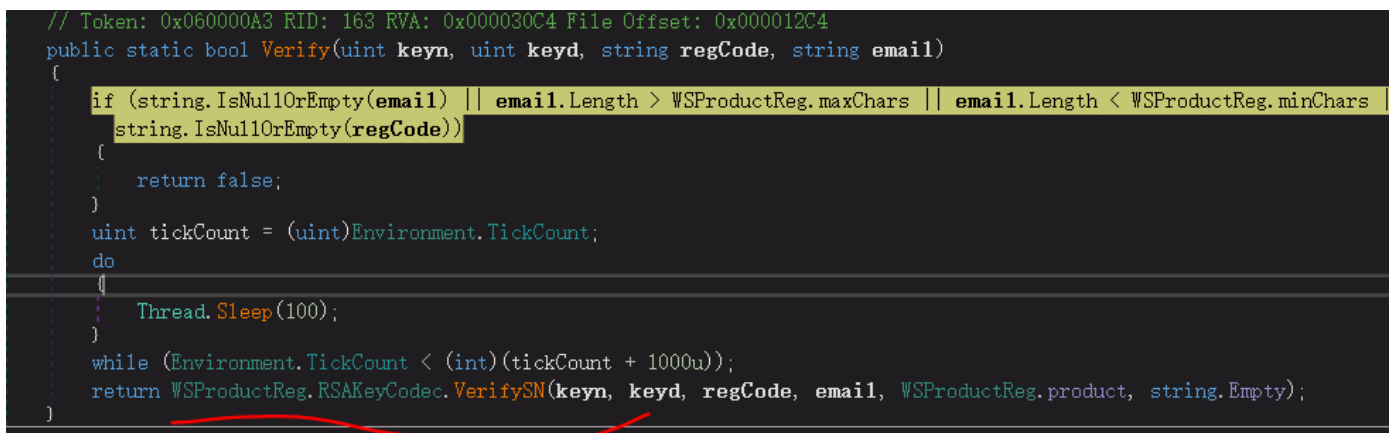 // Token: 0x060000A3 RID: 163 RVA: 0x000030C4 File Offset: 0x000012C4
public static bool Verify(uint keyn, uint keyd, string regCode, string email)
{
if (string.IsNullOrEmpty(email) || email.Length > WSProductReg.maxChars || email.Length < WSProductReg.minChars |
string.IsNullOrEmpty(regCode))
{
return false;
}
uint tickCount = (uint)Environment.TickCount;
do
{
Thread.Sleep(100);
}
while (Environment.TickCount < (int)(tickCount + 1000u));
return WSProductReg.RSAKeyCodec.VerifySN(keyn, keyd, regCode, email, WSProductReg.product, string.Empty);
}